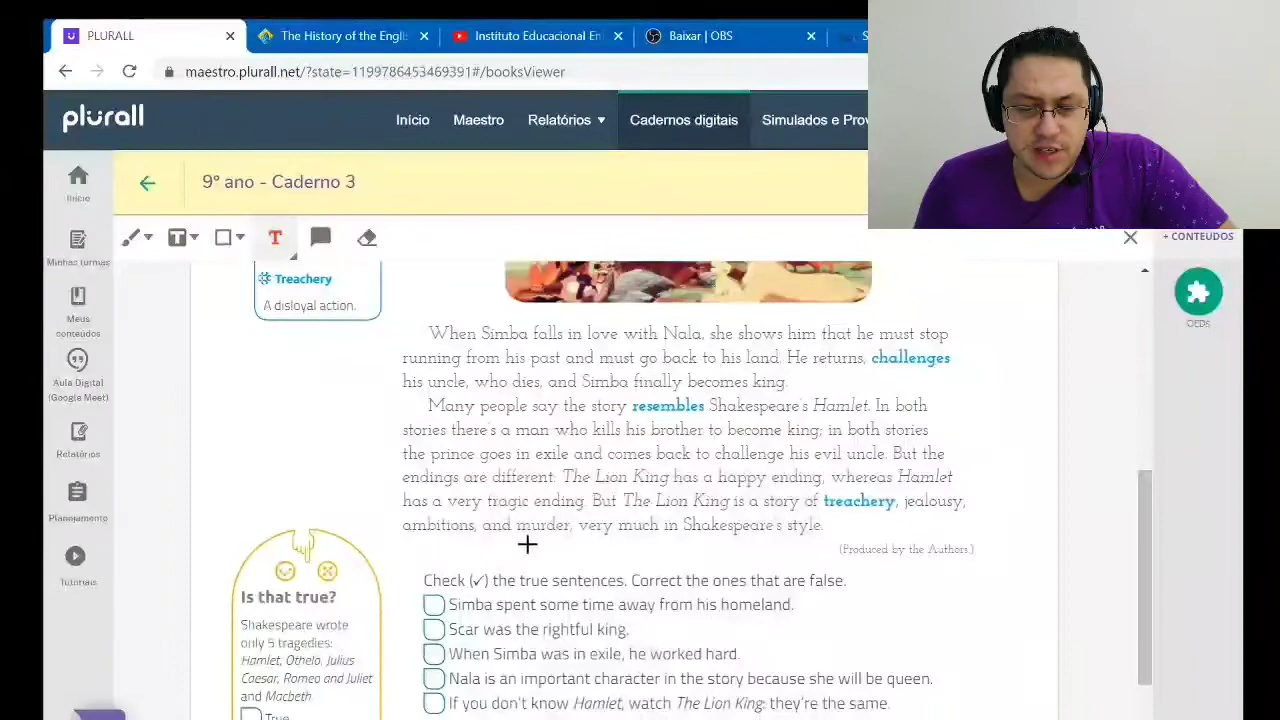 PLURALL
The History of the Engli
Instituto Educacional En
Baixar | OBS
S
maestro.plurall.net/?state=1199786453469391#/booksViewer
plurall
Início
Maestro
Relatórios
Cadernos digitais
Simulados e Prov
Início
9º ano - Caderno 3
T
T
+ CONTEÚDOS
Minhas turmas
Meus
conteúdos
Aula Digital
(Google Meet)
Relatórios
Planejamento
Tutoriais
OEDS
Treachery
A disloyal action.
When Simba falls in love with Nala, she shows him that he must stop
running from his past and must go back to his land. He returns, challenges
his uncle, who dies, and Simba finally becomes king.
Many people say the story resembles Shakespeare's Hamlet. In both
stories there's a man who kills his brother to become king; in both stories
the prince goes in exile and comes back to challenge his evil uncle. But the
endings are different: The Lion King has a happy ending, whereas Hamlet
has a very tragic ending. But The Lion King is a story of treachery, jealousy,
ambitions, and murder, very much in Shakespeare's style.
(Produced by the Authors.)
Check (✓) the true sentences. Correct the ones that are false.
Simba spent some time away from his homeland.
Scar was the rightful king.
When Simba was in exile, he worked hard.
Nala is an important character in the story because she will be queen.
If you don't know Hamlet, watch The Lion King: they're the same.
Is that true?
Shakespeare wrote
only 5 tragedies:
Hamlet, Othelo, Julius
Caesar, Romeo and Juliet
and Macbeth.
True